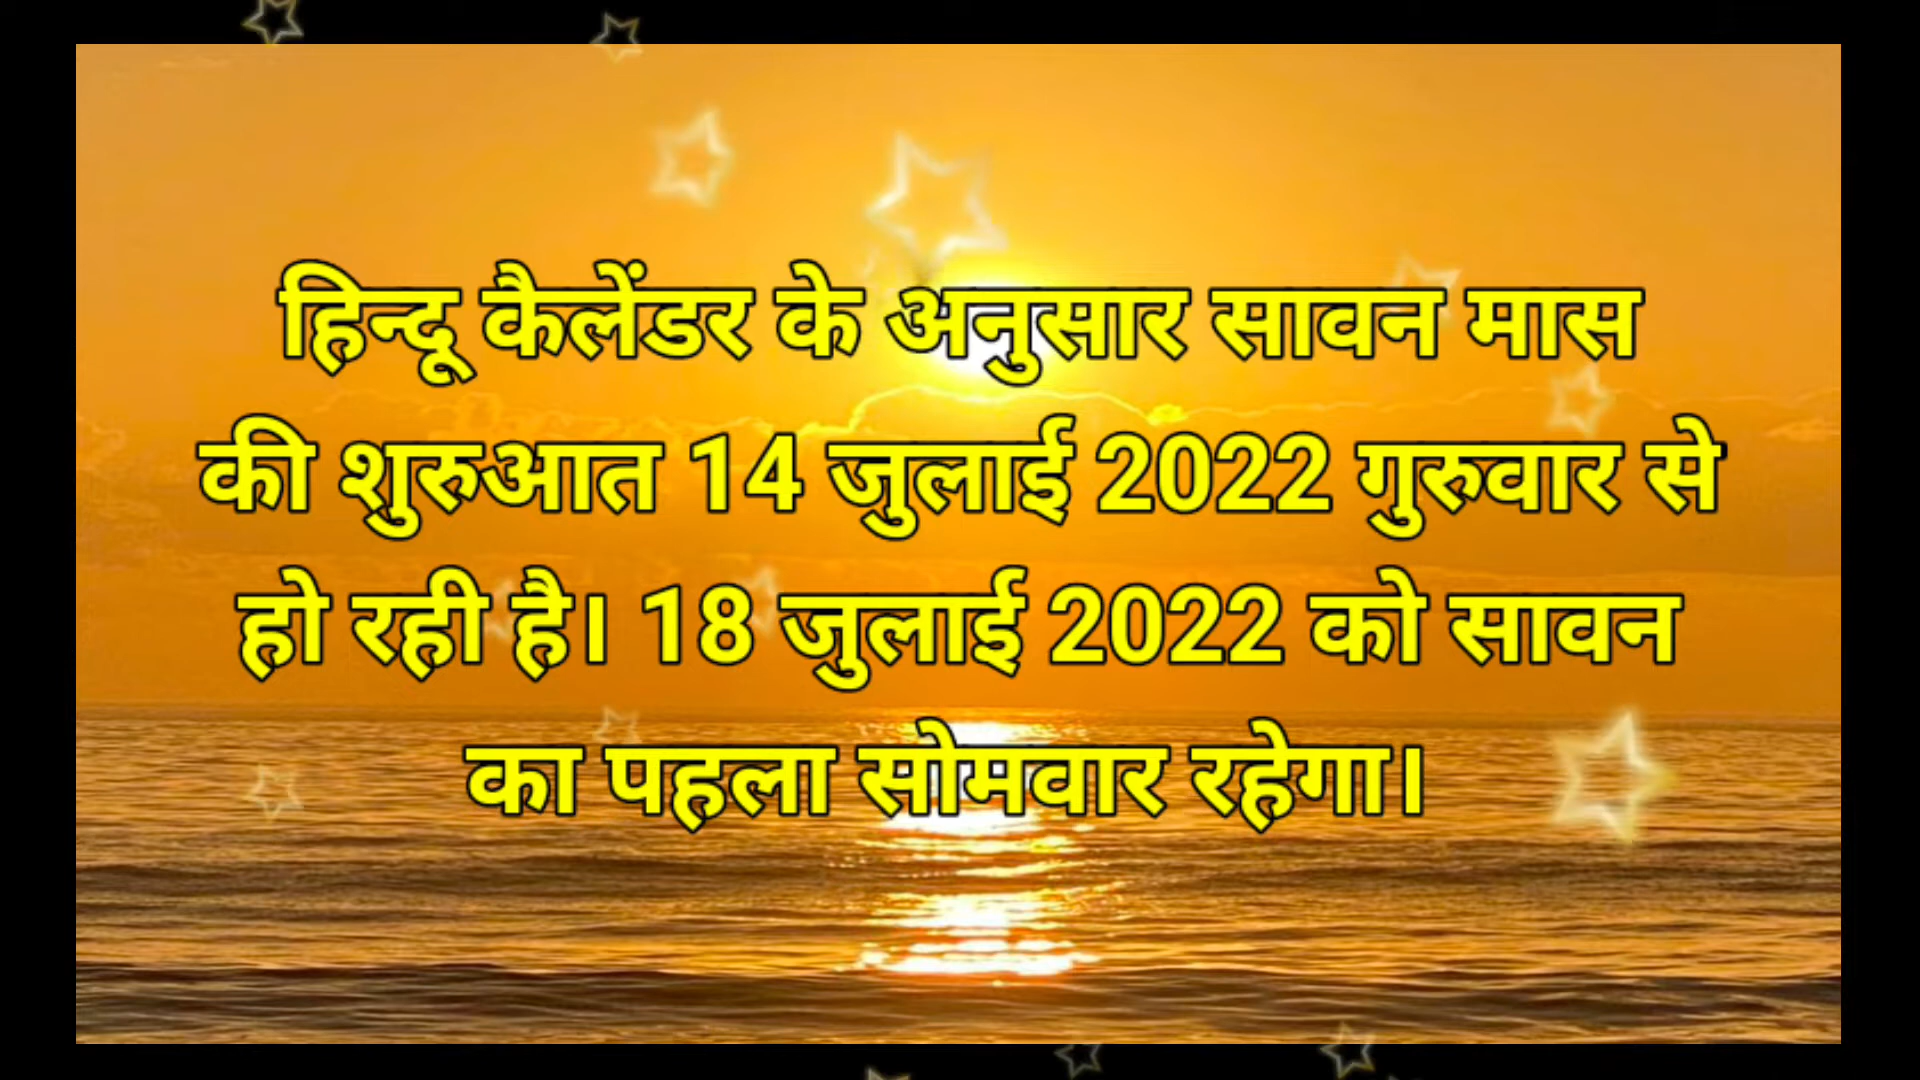 हिन्दू कैलेंडर के अनुसार सावन मास
की शुरुआत 14 जुलाई 2022 गुरुवार से
हो रही है। 18 जुलाई 2022 को सावन
का पहला सोमवार रहेगा।